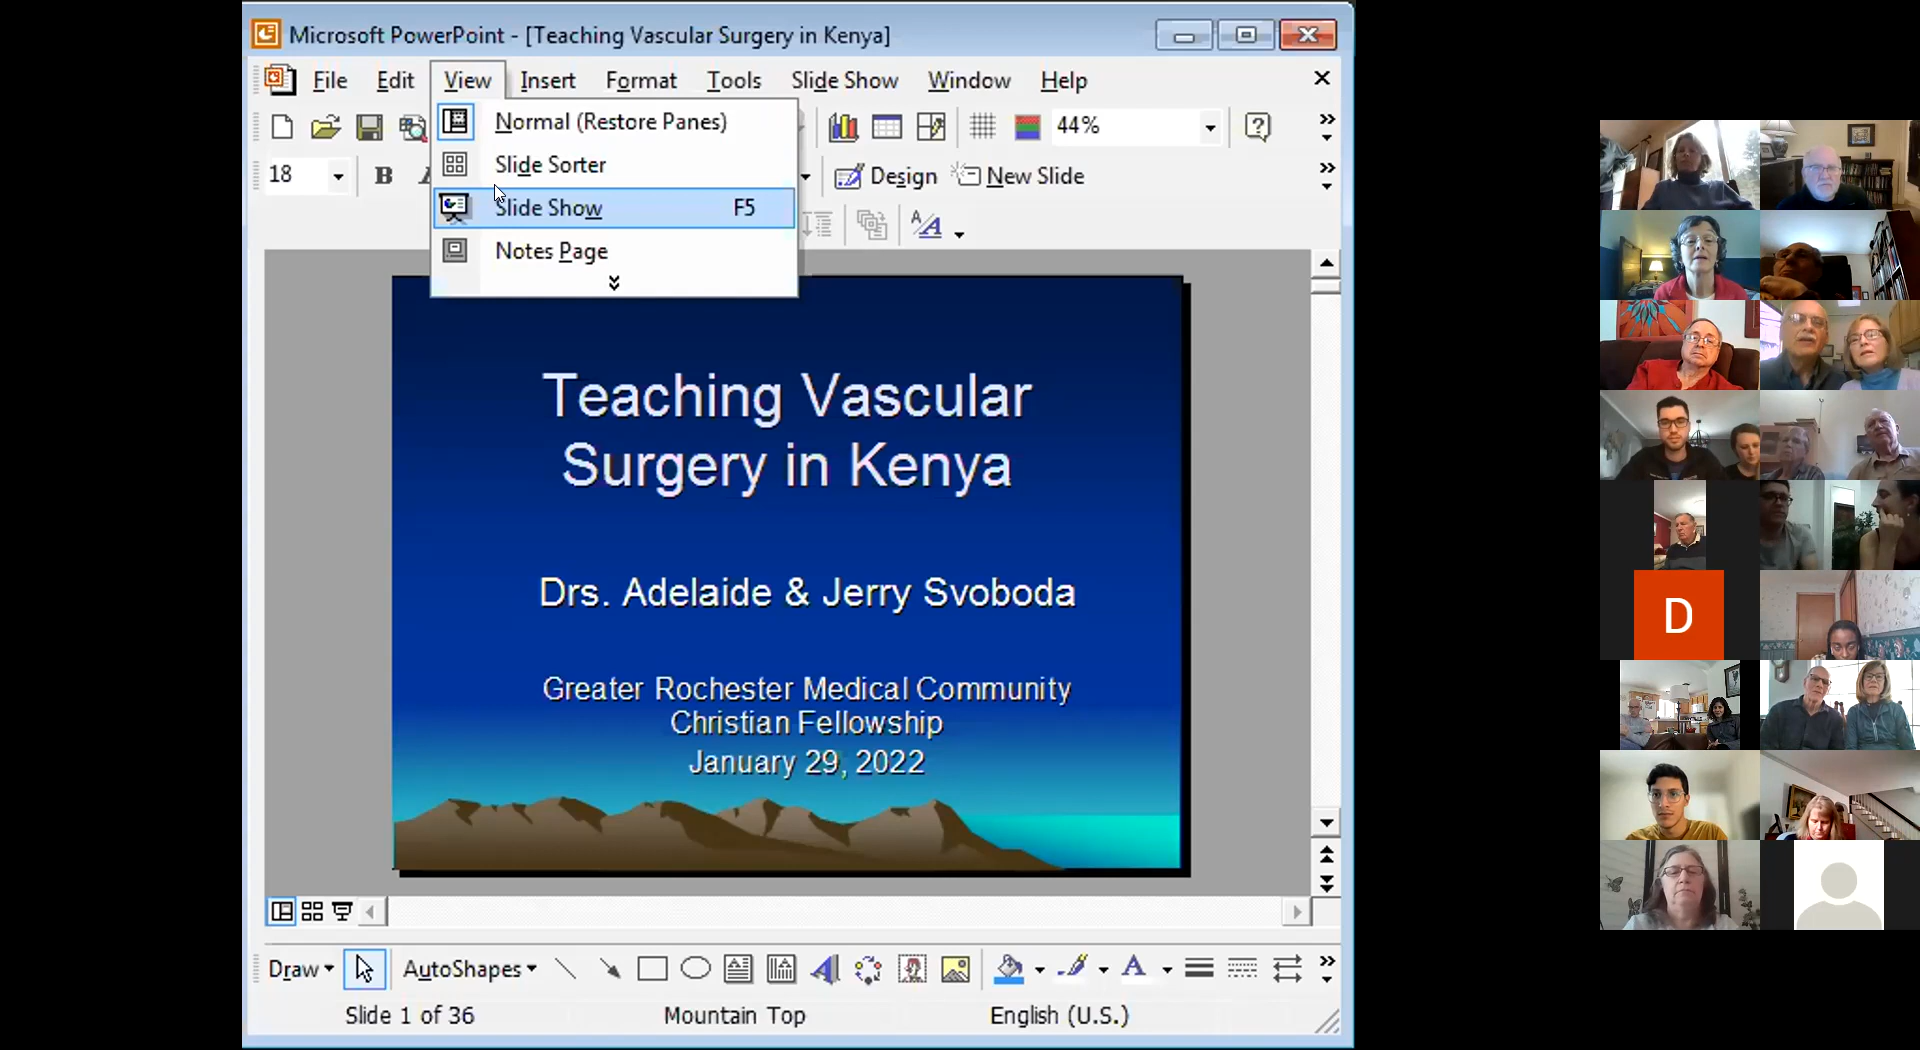 Microsoft PowerPoint - [Teaching Vascular Surgery in Kenya]
File Edit View Insert Format Tools Slide Show Window Help
Normal (Restore Panes)
44%
18
B
Slide Sorter
Design
New Slide
Slide Show F5
Notes Page
Teaching Vascular
Surgery in Kenya
Drs. Adelaide & Jerry Svoboda
Greater Rochester Medical Community
Christian Fellowship
January 29, 2022
D
Draw AutoShapes
Slide 1 of 36 Mountain Top English (U.S.)